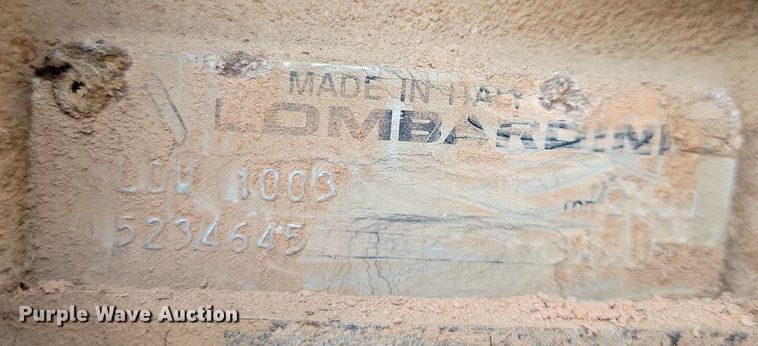 MADE IN ITALY
LOMBARDINI
LDW 1003
5234645
Purple Wave Auction